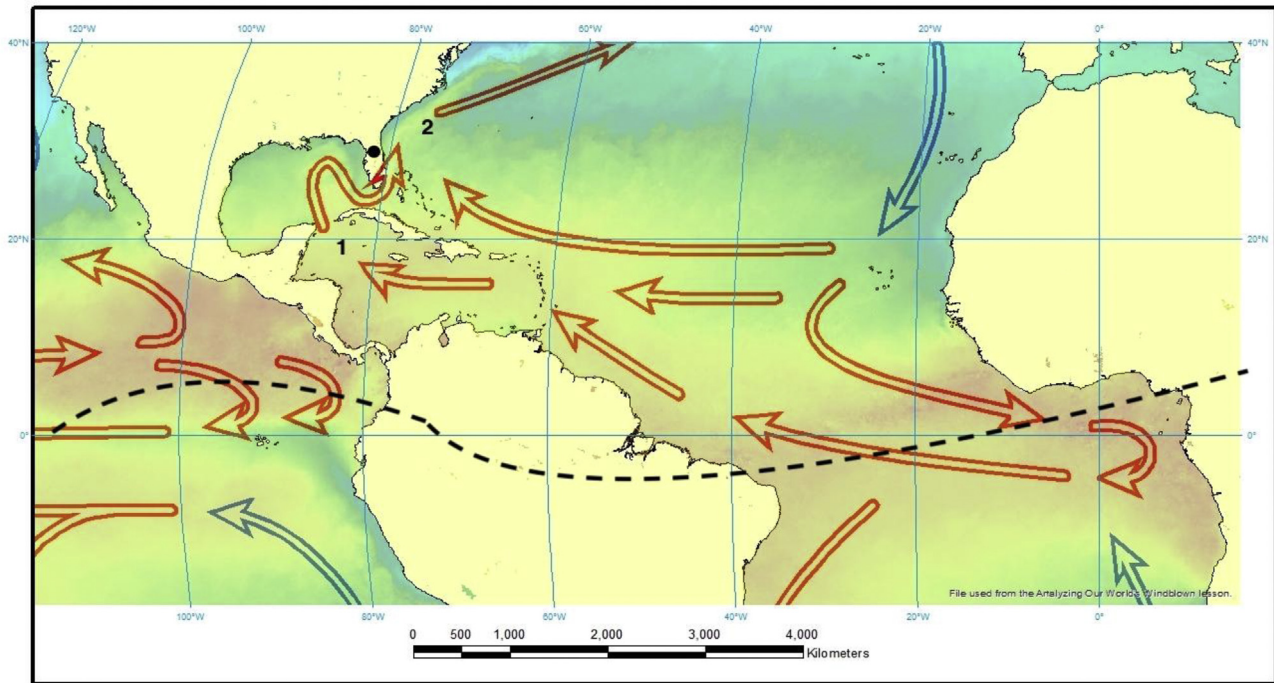 120°W 100°W 80°W 60°W 40°W 20°W 0°
40°N 40°N
2
20°N 20°N
1
0° 0°
File used from the Analyzing Our World: Windblown lesson.
100°W 80°W 60°W 40°W 20°W 0°
0 500 1,000 2,000 3,000 4,000
Kilometers